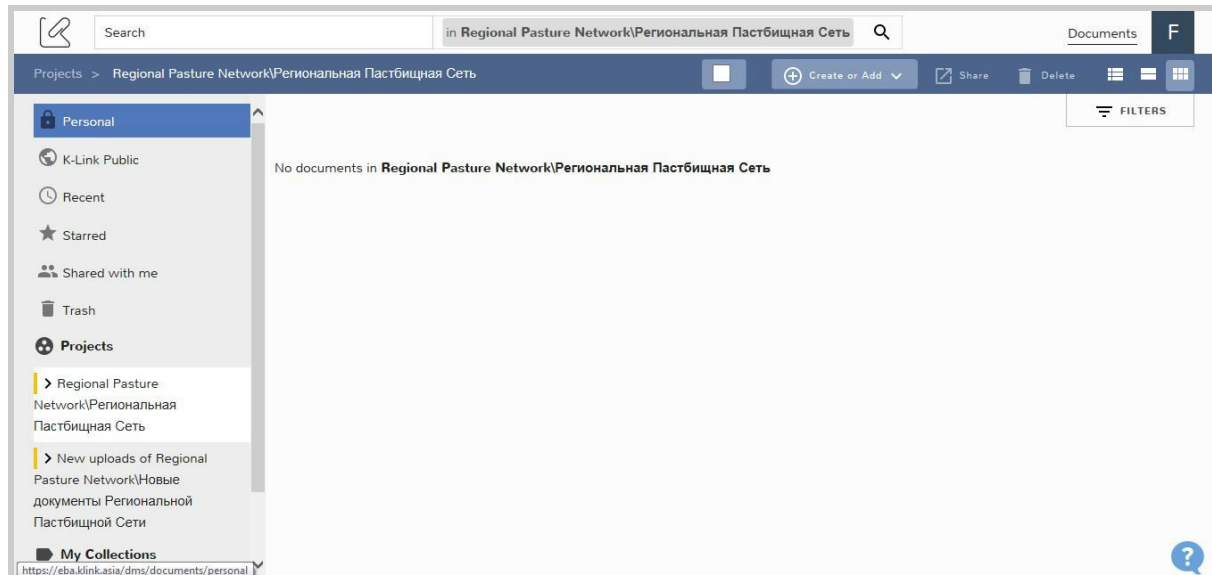 Search
in Regional Pasture Network\Региональная Пастбищная Сеть
Documents
F
Projects > Regional Pasture Network\Региональная Пастбищная Сеть
Create or Add
Share
Delete
FILTERS
Personal
K-Link Public
Recent
Starred
Shared with me
Trash
Projects
> Regional Pasture
Network\Региональная
Пастбищная Сеть
> New uploads of Regional
Pasture Network\Новые
документы Региональной
Пастбищной Сети
My Collections
https://eba.klink.asia/dms/documents/personal
No documents in Regional Pasture Network\Региональная Пастбищная Сеть
?